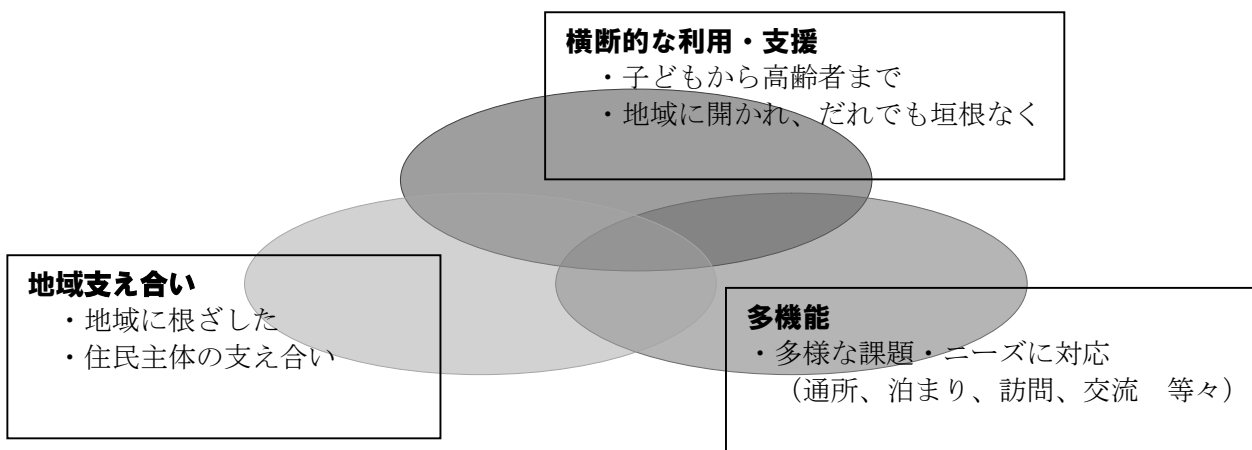 横断的な利用・支援
・子どもから高齢者まで
・地域に開かれ、だれでも垣根なく
地域支え合い
・地域に根ざした
・住民主体の支え合い
多機能
・多様な課題・ニーズに対応
（通所、泊まり、訪問、交流　等々）